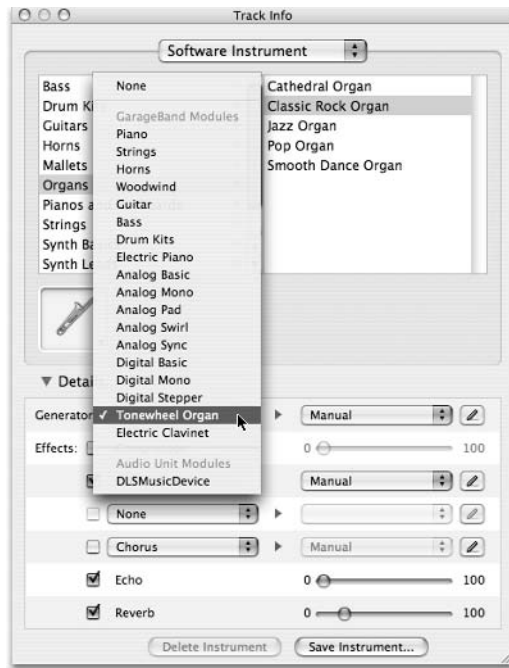 Track Info
Software Instrument
Bass
Drum Ki
Guitars
Horns
Mallets
Organs
Pianos a
Strings
Synth Ba
Synth Le
None
GarageBand Modules
Piano
Strings
Horns
Woodwind
Guitar
Bass
Drum Kits
Electric Piano
Analog Basic
Analog Mono
Analog Pad
Analog Swirl
Analog Sync
Digital Basic
Digital Mono
Digital Stepper
✓ Tonewheel Organ
Electric Clavinet
Audio Unit Modules
DLSMusicDevice
Cathedral Organ
Classic Rock Organ
Jazz Organ
Pop Organ
Smooth Dance Organ
▼ Detai
Generator
Manual
Effects:
0 100
Manual
None
Chorus Manual
Echo 0 100
Reverb 0 100
Delete Instrument Save Instrument...